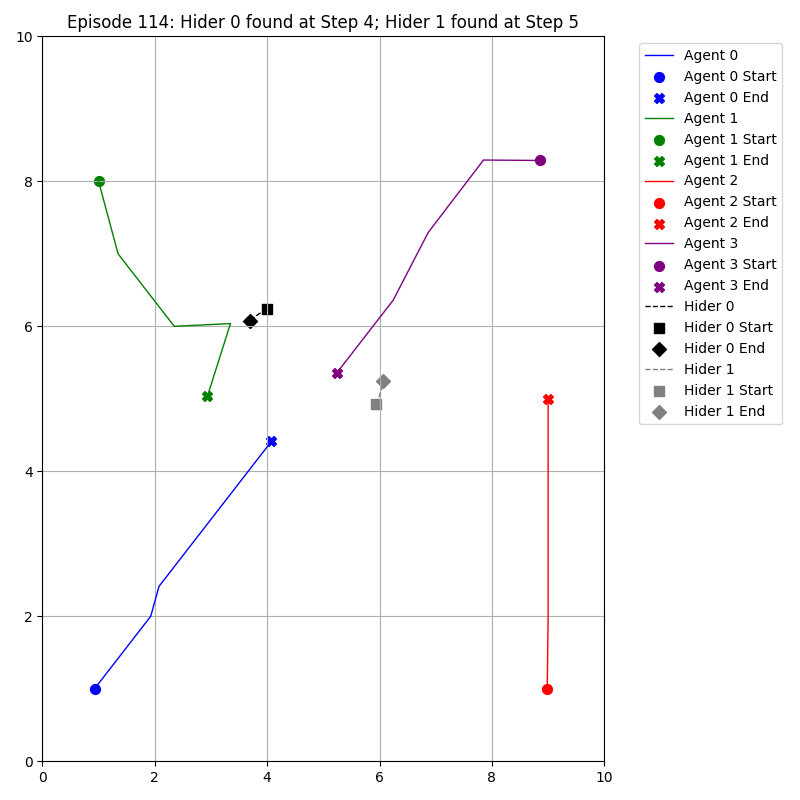 Episode 114: Hider 0 found at Step 4; Hider 1 found at Step 5
10
8
6
4
2
0
0 2 4 6 8 10
Agent 0
Agent 0 Start
Agent 0 End
Agent 1
Agent 1 Start
Agent 1 End
Agent 2
Agent 2 Start
Agent 2 End
Agent 3
Agent 3 Start
Agent 3 End
Hider 0
Hider 0 Start
Hider 0 End
Hider 1
Hider 1 Start
Hider 1 End